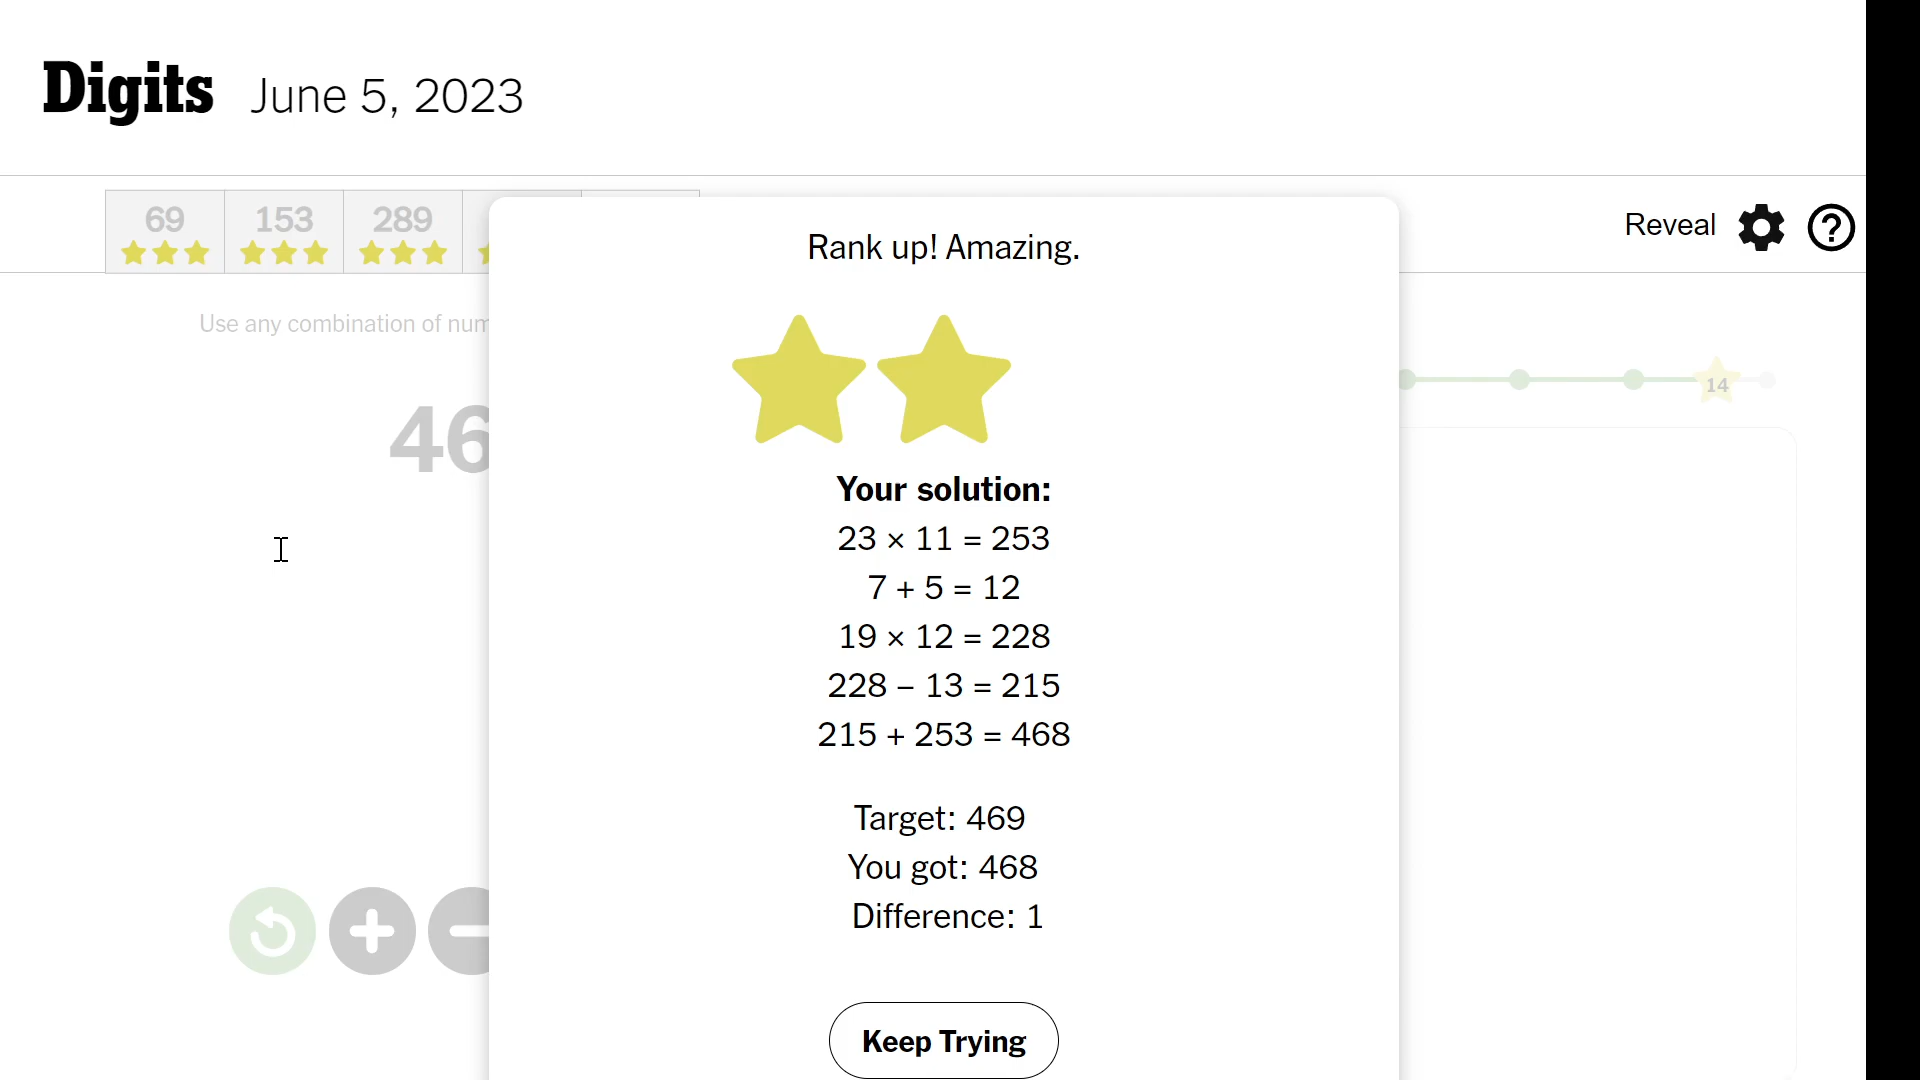 Digits June 5, 2023
69 153 289
Reveal
Rank up! Amazing.
Use any combination of
14
46
Your solution:
23 × 11 = 253
7 + 5 = 12
19 × 12 = 228
228 – 13 = 215
215 + 253 = 468
Target: 469
You got: 468
Difference: 1
Keep Trying